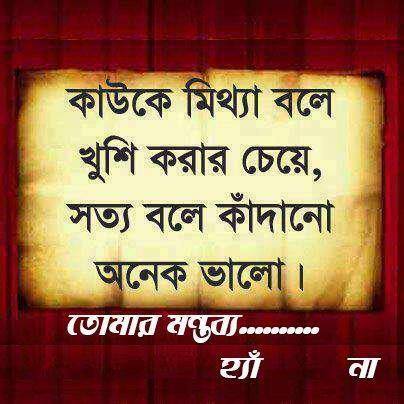 কাউকে মিথ্যা বলে
খুশি করার চেয়ে,
সত্য বলে কাঁদানো
অনেক ভালো।
তোমার মন্তব্য..........
হ্যাঁ না